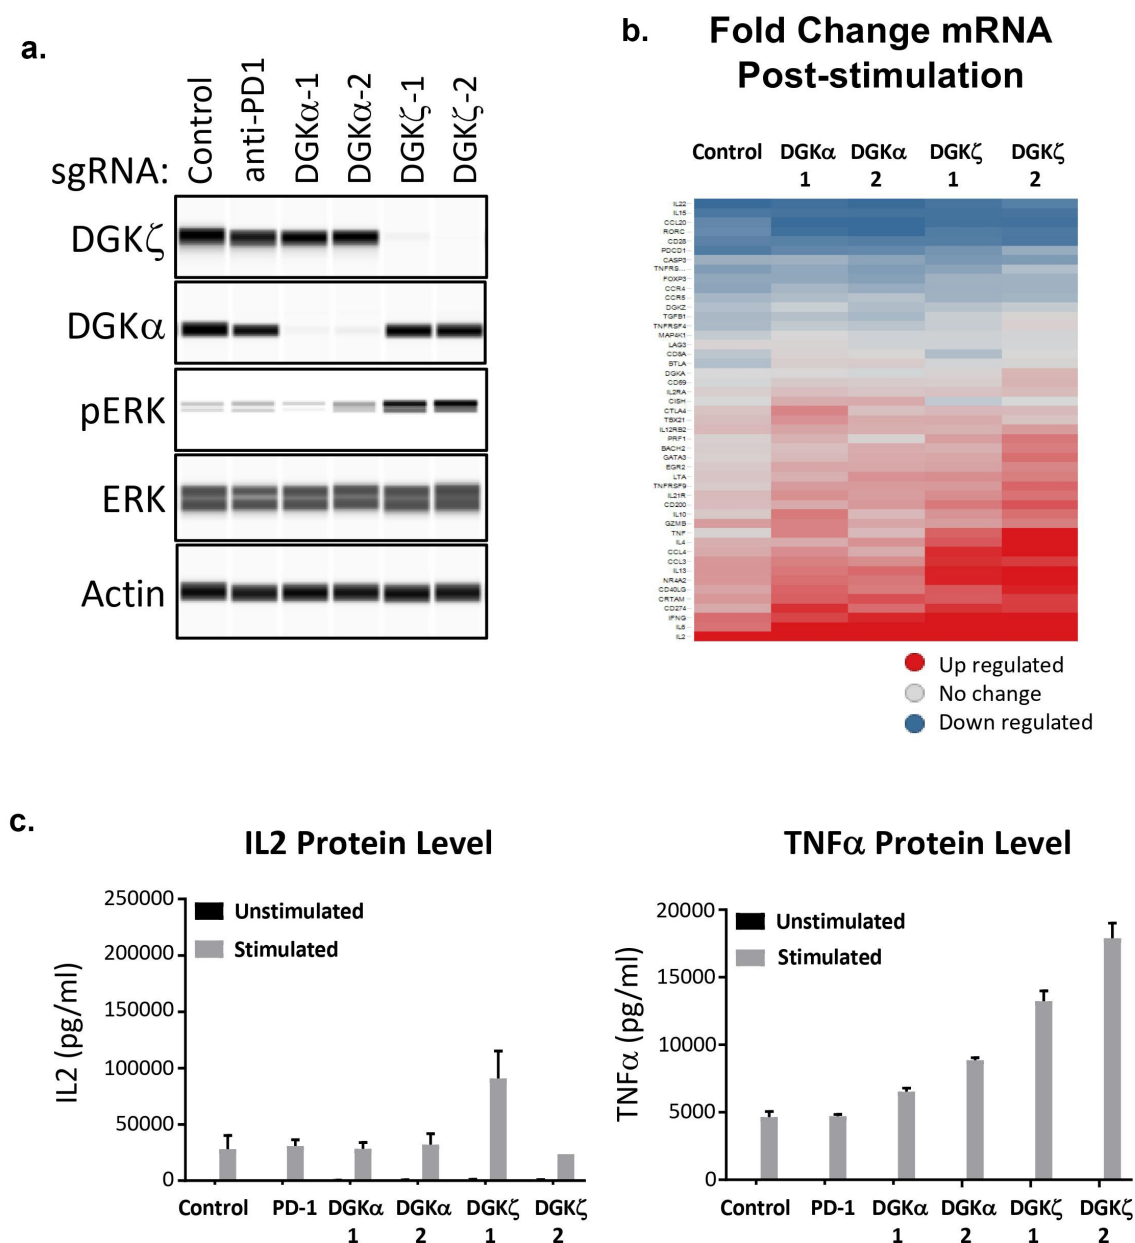 a.
sgRNA:
Control
anti-PD1
DGKα-1
DGKα-2
DGKζ-1
DGKζ-2
DGKζ
DGKα
pERK
ERK
Actin
b.
Fold Change mRNA
Post-stimulation
Control DGKα DGKα DGKζ DGKζ
1 2 1 2
IL22
IL15
CCL20
RORC
CD28
PDCD1
CASP3
TNFRS...
FOXP3
CCR4
CCR5
DGKZ
TGFB1
TNFRSF4
MAP4K1
LAG3
CD8A
BTLA
DGKA
CD69
IL2RA
CISH
CTLA4
TBX21
IL12RB2
PRF1
BACH2
GATA3
EGR2
LTA
TNFRSF9
IL21R
CD200
IL10
GZMB
TNF
IL4
CCL4
CCL3
IL13
NR4A2
CD40LG
CRTAM
CD274
IFNG
IL6
IL2
Up regulated
No change
Down regulated
c.
IL2 Protein Level
250000
200000
150000
100000
50000
0
IL2 (pg/ml)
Unstimulated
Stimulated
Control PD-1 DGKα DGKα DGKζ DGKζ
1 2 1 2
TNFα Protein Level
20000
15000
10000
5000
0
TNFα (pg/ml)
Unstimulated
Stimulated
Control PD-1 DGKα DGKα DGKζ DGKζ
1 2 1 2